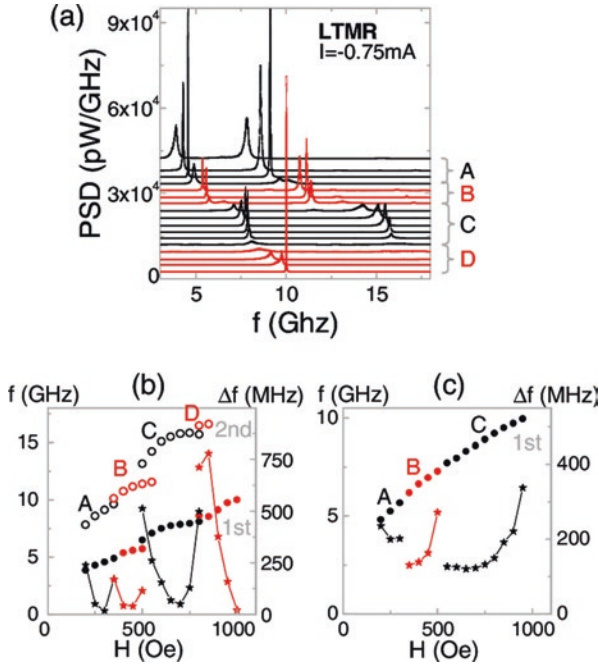 (a)
LTMR
I=-0.75mA
PSD (pW/GHz)
9x10⁴
6x10⁴
3x10⁴
0
A
B
C
D
5 10 15
f (Ghz)
(b)
f (GHz) Δf (MHz)
15
10
5
0
750
500
250
0
A
B
C
D
2nd
1st
0 500 1000
H (Oe)
(c)
f (GHz) Δf (MHz)
10
5
0
400
200
0
A
B
C
1st
0 500 1000
H (Oe)